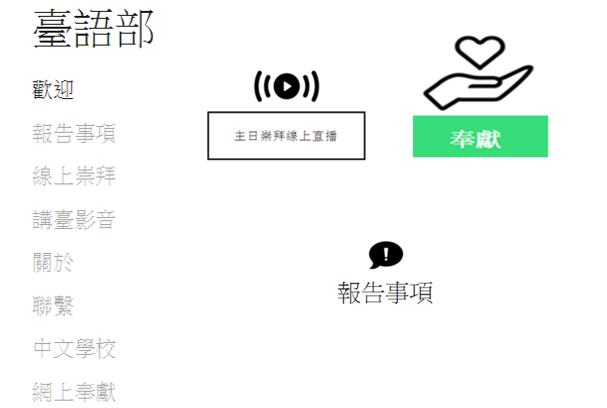 臺語部
歡迎
報告事項
線上崇拜
講臺影音
關於
聯繫
中文學校
網上奉獻
主日崇拜線上直播
奉獻
報告事項